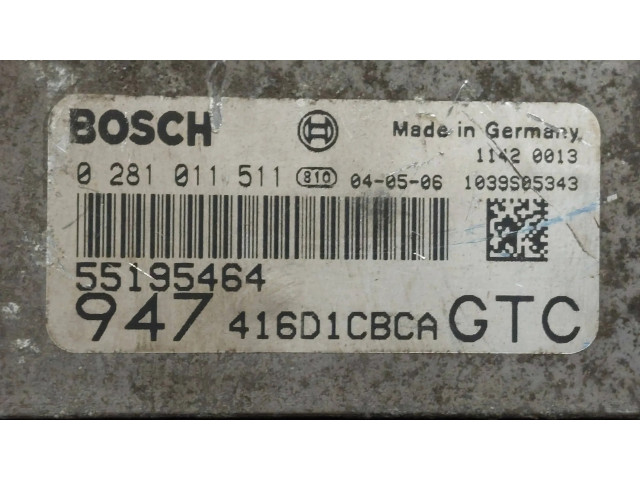 BOSCH Made in Germany
1142 0013
0 281 011 511 810 04-05-06 1039S05343
55195464
947 416D1CBCA GTC